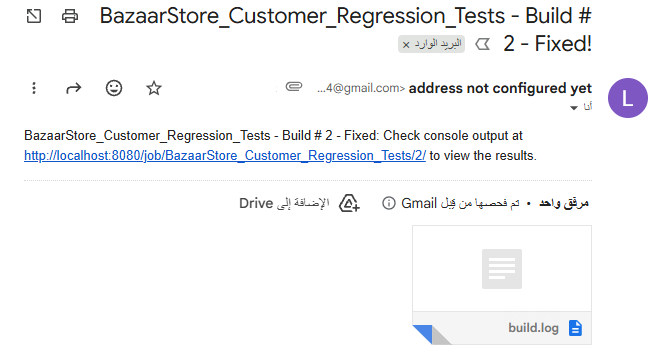 BazaarStore_Customer_Regression_Tests - Build #
2 - Fixed!
البريد الوارد ×
address not configured yet <...4@gmail.com
أنا
L
BazaarStore_Customer_Regression_Tests - Build # 2 - Fixed: Check console output at
http://localhost:8080/job/BazaarStore_Customer_Regression_Tests/2/ to view the results.
مرفق واحد • تم فحصها من قِبل Gmail
الإضافة إلى Drive
build.log